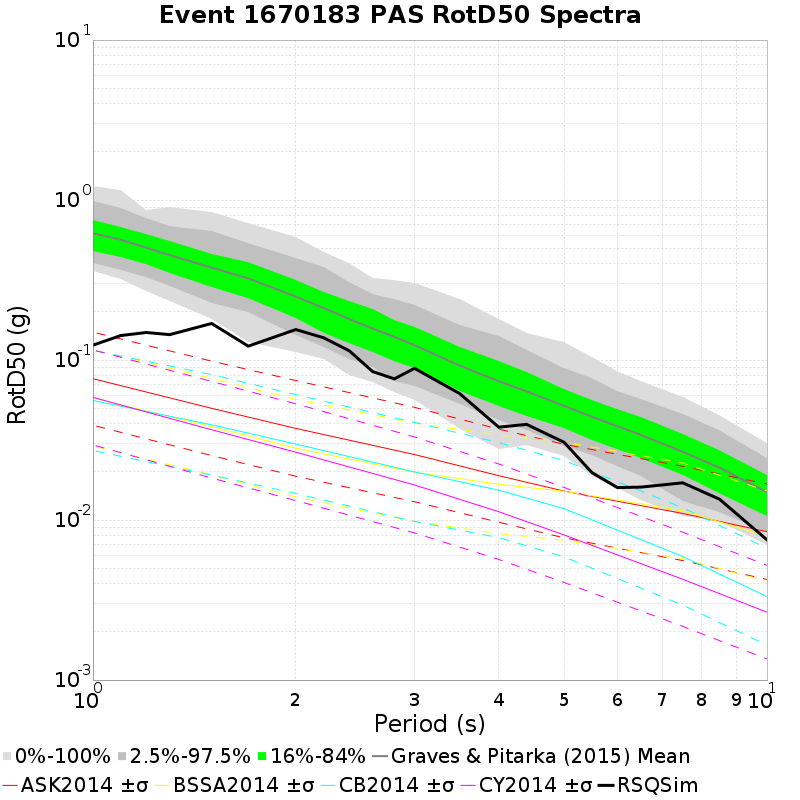 Event 1670183 PAS RotD50 Spectra
10^1
10^0
10^-1
10^-2
10^-3
RotD50 (g)
10^0 2 3 4 5 6 7 8 9 10^1
Period (s)
0%-100% 2.5%-97.5% 16%-84% Graves & Pitarka (2015) Mean
ASK2014 ±σ BSSA2014 ±σ CB2014 ±σ CY2014 ±σ RSQSim